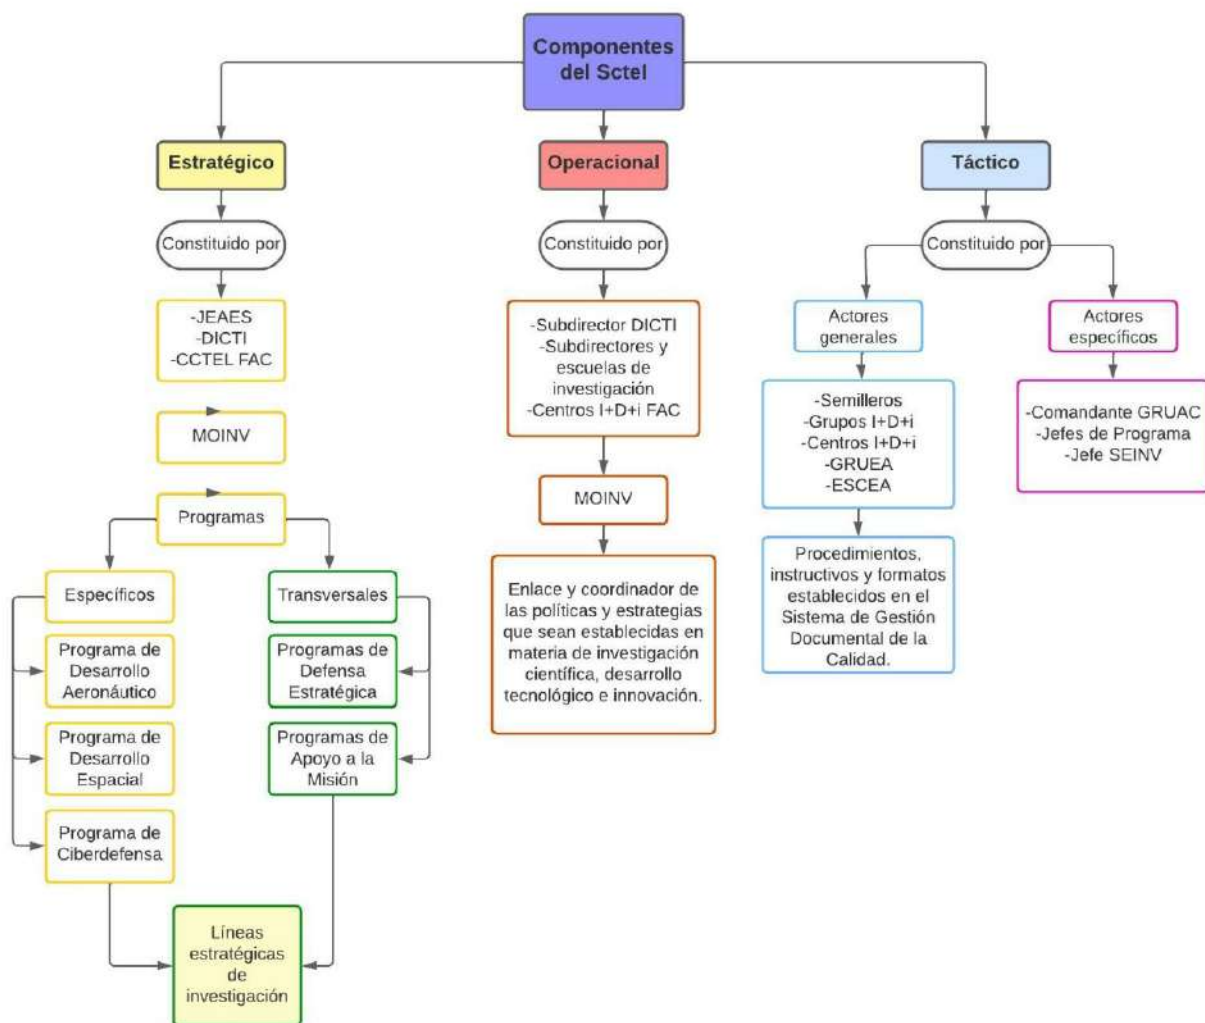 Componentes
del Sctel
Estratégico
Operacional
Táctico
Constituido por
Constituido por
Constituido por
-JEAES
-DICTI
-CCTEL FAC
MOINV
Programas
Específicos
Transversales
Programa de
Desarrollo
Aeronáutico
Programas de
Defensa
Estratégica
Programa de
Desarrollo
Espacial
Programas de
Apoyo a la
Misión
Programa de
Ciberdefensa
Líneas
estratégicas
de
investigación
-Subdirector DICTI
-Subdirectores y
escuelas de
investigación
-Centros I+D+i FAC
MOINV
Enlace y coordinador de
las políticas y estrategias
que sean establecidas en
materia de investigación
científica, desarrollo
tecnológico e innovación.
Actores
generales
-Semilleros
-Grupos I+D+i
-Centros I+D+i
-GRUEA
-ESCEA
Procedimientos,
instructivos y formatos
establecidos en el
Sistema de Gestión
Documental de la
Calidad.
Actores
específicos
-Comandante GRUAC
-Jefes de Programa
-Jefe SEINV